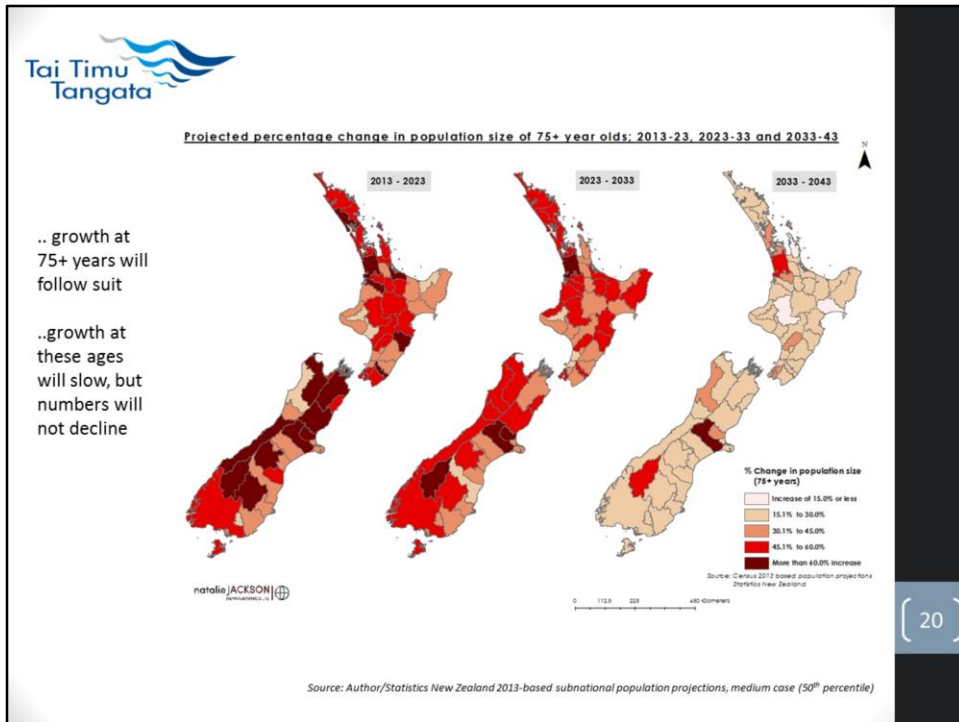 Tai Timu
Tangata
Projected percentage change in population size of 75+ year olds; 2013-23, 2023-33 and 2033-43
N
2013 - 2023
2023 - 2033
2033 - 2043
.. growth at
75+ years will
follow suit
..growth at
these ages
will slow, but
numbers will
not decline
% Change in population size
(75+ years)
Increase of 15.0% or less
15.1% to 30.0%
30.1% to 45.0%
45.1% to 60.0%
More than 60.0% increase
Source: Census 2013 based population projections
Statistics New Zealand
natalie JACKSON
0 112.5 225 450 Kilometers
20
Source: Author/Statistics New Zealand 2013-based subnational population projections, medium case (50th percentile)